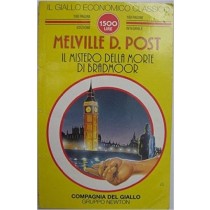 IL GIALLO ECONOMICO CLASSICO
1500
LIRE
MELVILLE D. POST
IL MISTERO DELLA MORTE
DI BRADMOOR
COMPAGNIA DEL GIALLO
GRUPPO NEWTON